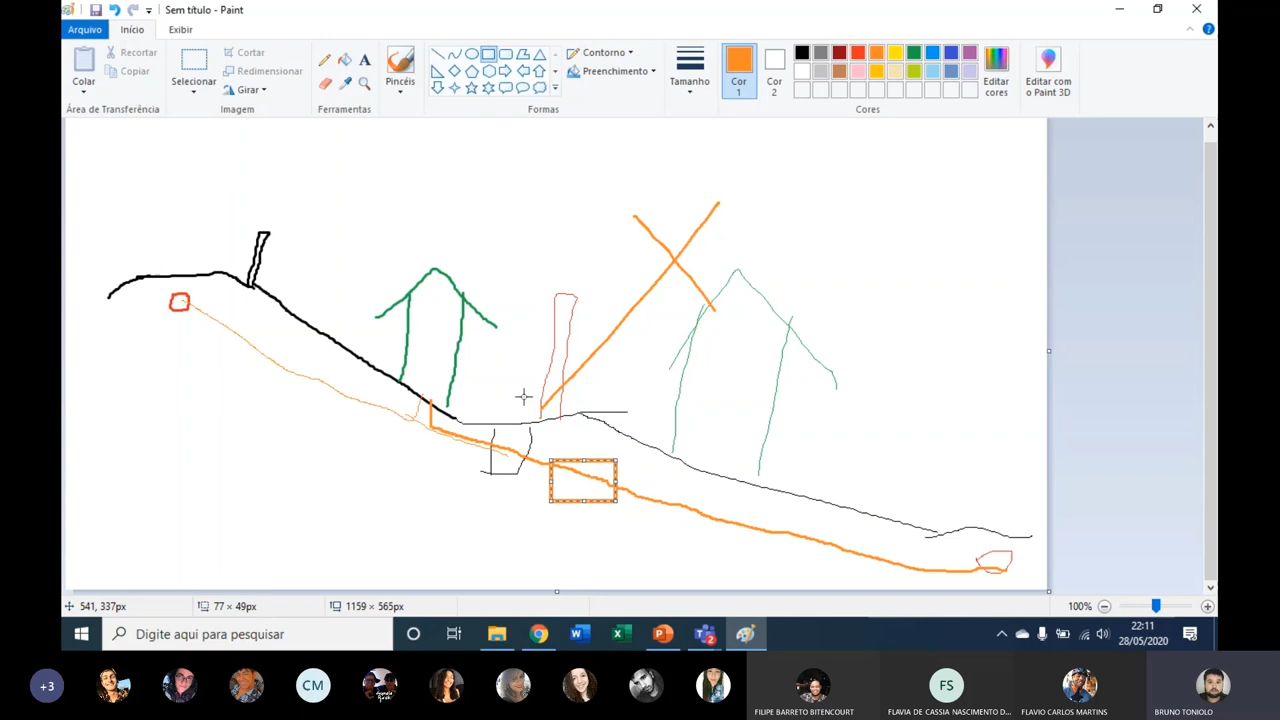 Sem título - Paint
Arquivo Início Exibir
Colar
Recortar
Copiar
Área de Transferência
Selecionar
Cortar
Redimensionar
Girar
Imagem
A
Ferramentas
Pincéis
Contorno
Preenchimento
Formas
Tamanho
Cor 1
Cor 2
Editar cores
Editar com o Paint 3D
Cores
541, 337px 77 × 49px 1159 × 565px 100%
Digite aqui para pesquisar
22:11
28/05/2020
+3 CM FS
FILIPE BARRETO BITENCOURT FLAVIA DE CASSIA NASCIMENTO D... FLAVIO CARLOS MARTINS BRUNO TONIOLO